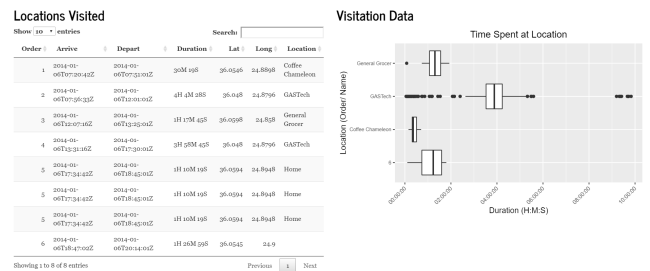 Locations Visited
Show 10 entries
Search:
Order Arrive Depart Duration Lat Long Location
1 2014-01-06T07:20:42Z 2014-01-06T07:51:01Z 30M 19S 36.0546 24.8898 Coffee Chameleon
2 2014-01-06T07:56:33Z 2014-01-06T12:01:01Z 4H 4M 28S 36.048 24.8796 GASTech
3 2014-01-06T12:07:16Z 2014-01-06T13:25:01Z 1H 17M 45S 36.0598 24.858 General Grocer
4 2014-01-06T13:31:16Z 2014-01-06T17:30:01Z 3H 58M 45S 36.048 24.8796 GASTech
5 2014-01-06T17:34:42Z 2014-01-06T18:45:01Z 1H 10M 19S 36.0594 24.8948 Home
5 2014-01-06T17:34:42Z 2014-01-06T18:45:01Z 1H 10M 19S 36.0594 24.8948 Home
5 2014-01-06T17:34:42Z 2014-01-06T18:45:01Z 1H 10M 19S 36.0594 24.8948 Home
6 2014-01-06T18:47:02Z 2014-01-06T20:14:01Z 1H 26M 59S 36.0545 24.9
Showing 1 to 8 of 8 entries
Previous 1 Next
Visitation Data
Time Spent at Location
Location (Order/ Name)
General Grocer
GASTech
Coffee Chameleon
6
00:00:00 02:00:00 04:00:00 06:00:00 08:00:00 10:00:00
Duration (H:M:S)